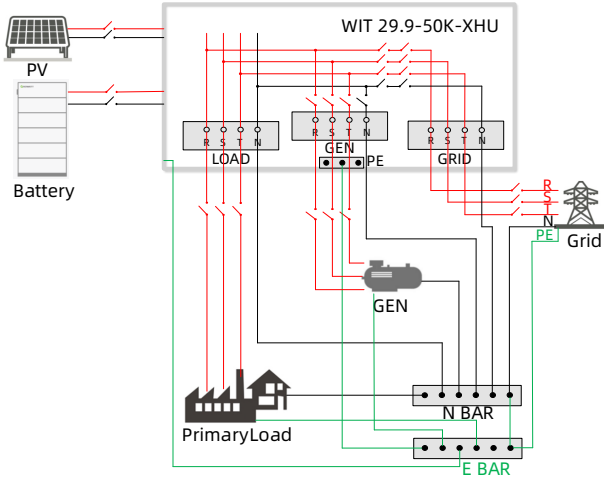 WIT 29.9-50K-XHU
PV
Battery
R S T N
LOAD
R S T N
GEN
PE
R S T N
GRID
R
S
T
N
PE
Grid
GEN
PrimaryLoad
N BAR
E BAR